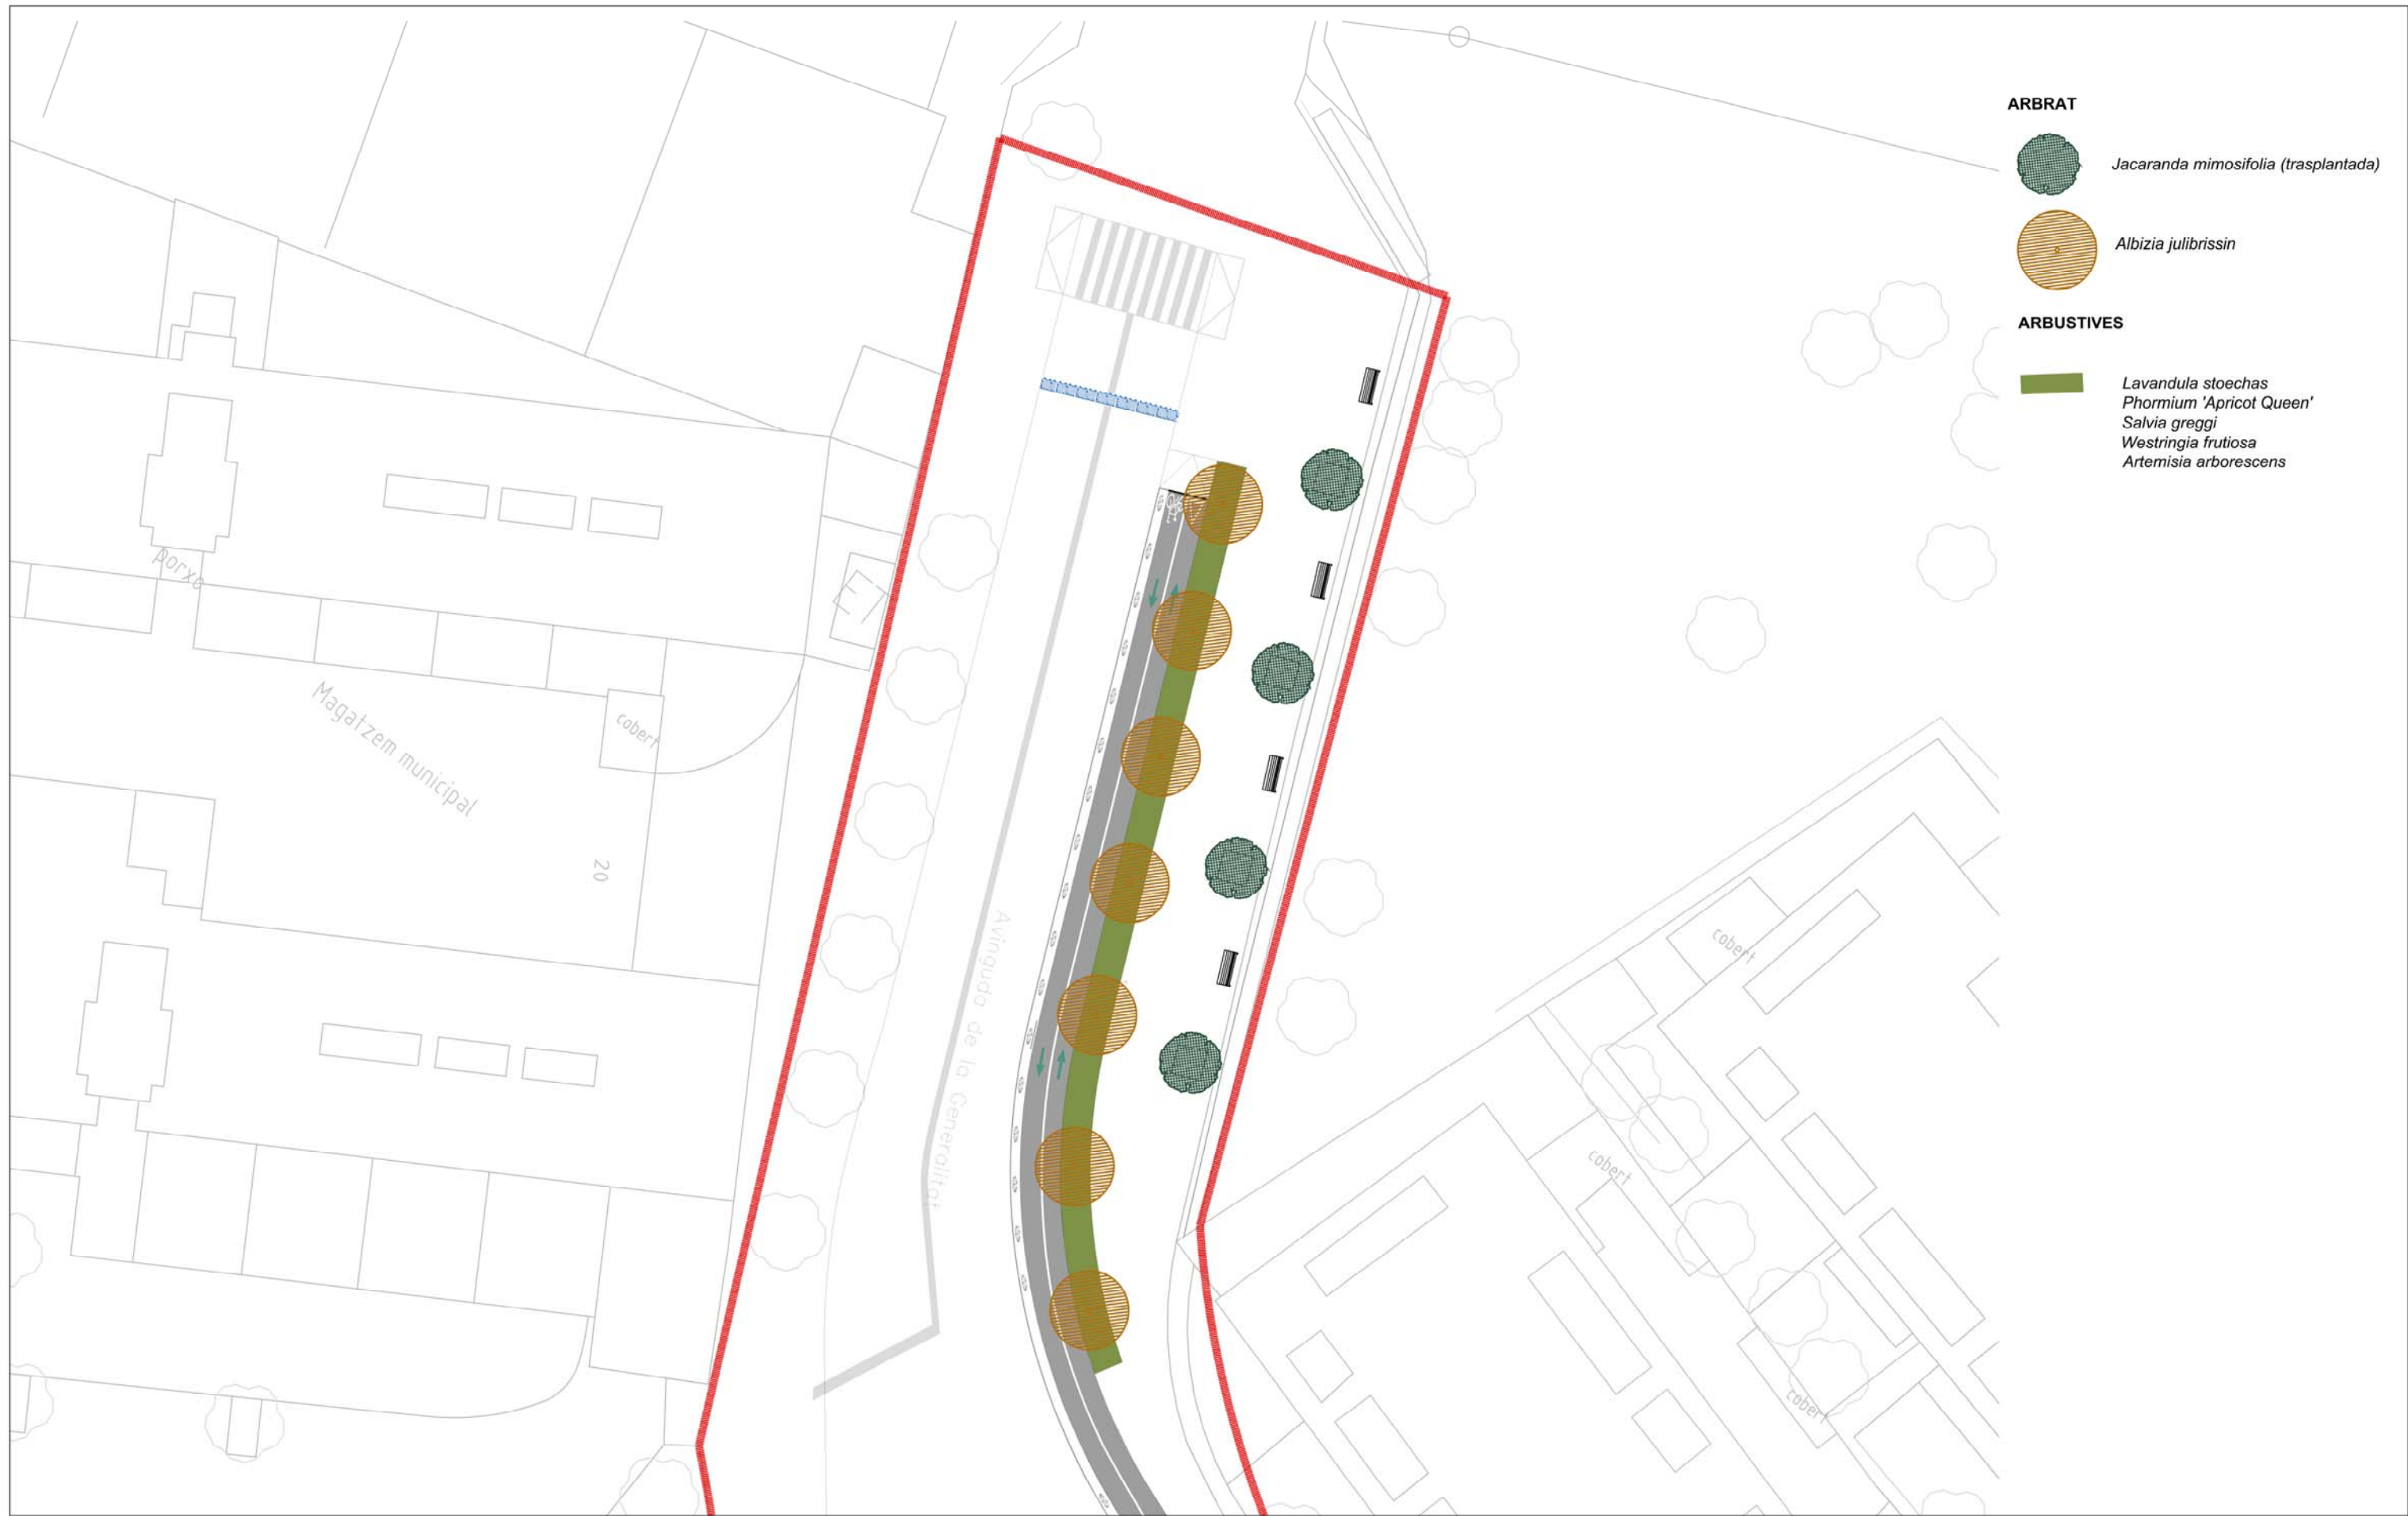 ARBRAT
Jacaranda mimosifolia (trasplantada)
Albizia julibrissin
ARBUSTIVES
Lavandula stoechas
Phormium 'Apricot Queen'
Salvia greggi
Westringia frutiosa
Artemisia arborescens
porxo
E
Magatzem municipal
cobert
20
Avinguda de la Generalitat
cobert
cobert
cobert